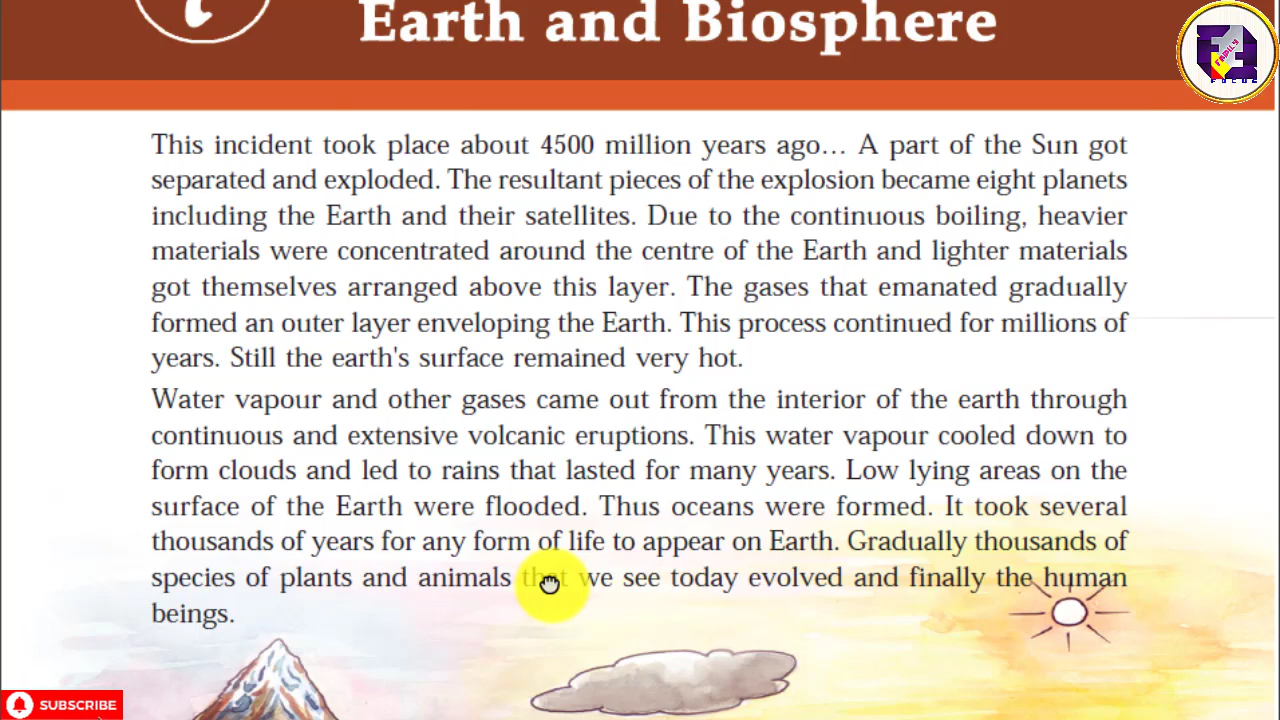 Earth and Biosphere
This incident took place about 4500 million years ago... A part of the Sun got
separated and exploded. The resultant pieces of the explosion became eight planets
including the Earth and their satellites. Due to the continuous boiling, heavier
materials were concentrated around the centre of the Earth and lighter materials
got themselves arranged above this layer. The gases that emanated gradually
formed an outer layer enveloping the Earth. This process continued for millions of
years. Still the earth's surface remained very hot.
Water vapour and other gases came out from the interior of the earth through
continuous and extensive volcanic eruptions. This water vapour cooled down to
form clouds and led to rains that lasted for many years. Low lying areas on the
surface of the Earth were flooded. Thus oceans were formed. It took several
thousands of years for any form of life to appear on Earth. Gradually thousands of
species of plants and animals that we see today evolved and finally the human
beings.
FAMILY
FOCUS
SUBSCRIBE